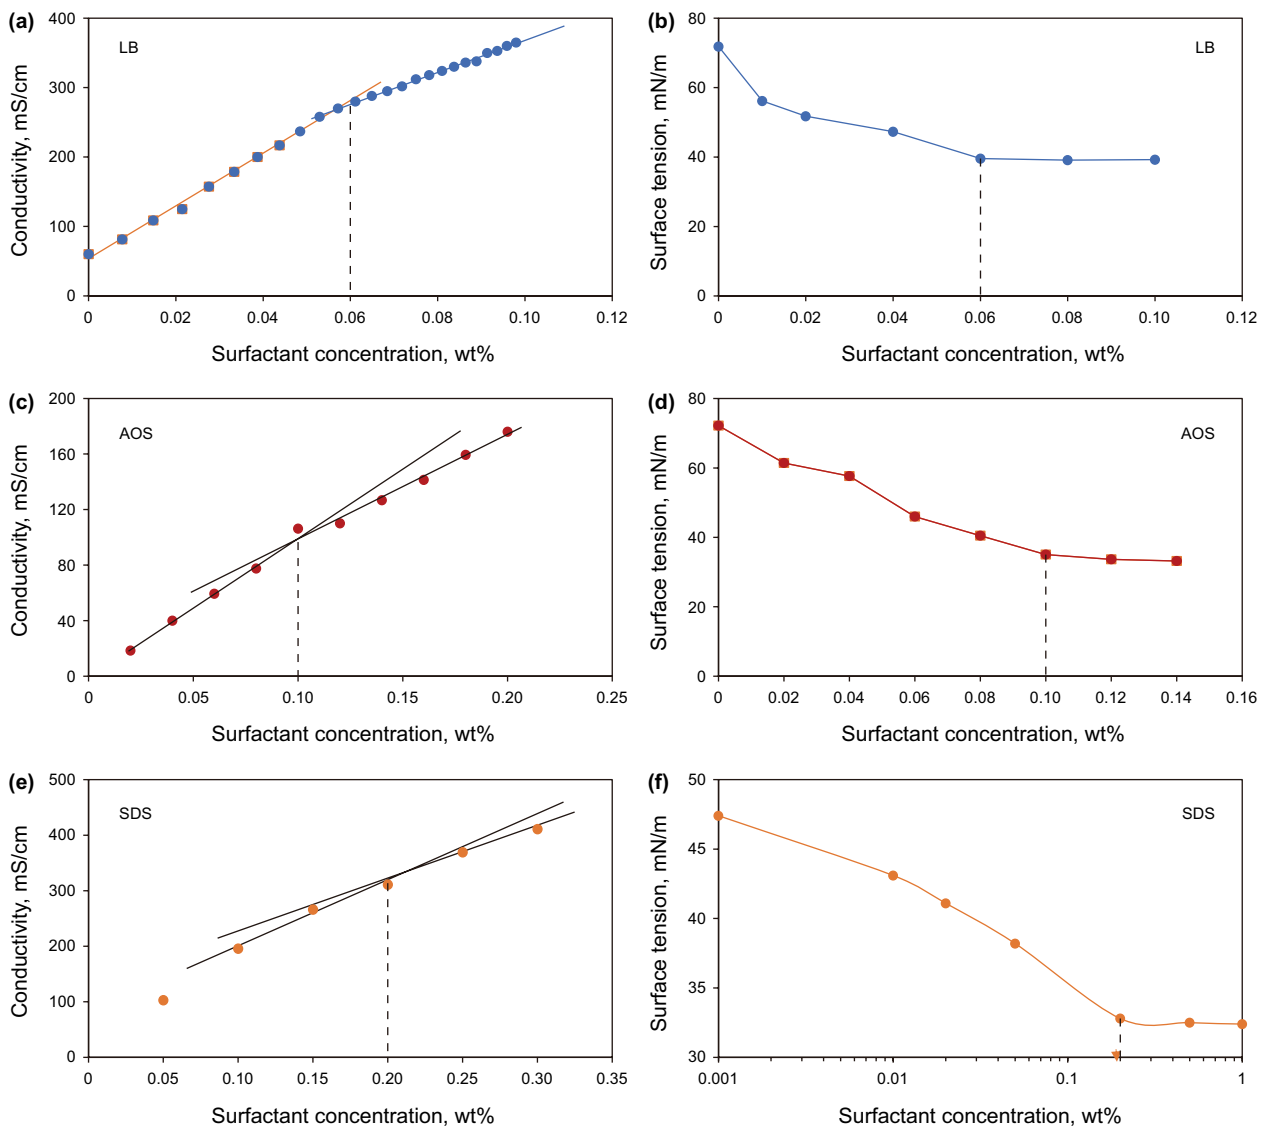 (a)
LB
Conductivity, mS/cm
400
300
200
100
0
0 0.02 0.04 0.06 0.08 0.10 0.12
Surfactant concentration, wt%
(b)
LB
Surface tension, mN/m
80
60
40
20
0
0 0.02 0.04 0.06 0.08 0.10 0.12
Surfactant concentration, wt%
(c)
AOS
Conductivity, mS/cm
200
160
120
80
40
0
0 0.05 0.10 0.15 0.20 0.25
Surfactant concentration, wt%
(d)
AOS
Surface tension, mN/m
80
60
40
20
0
0 0.02 0.04 0.06 0.08 0.10 0.12 0.14 0.16
Surfactant concentration, wt%
(e)
SDS
Conductivity, mS/cm
500
400
300
200
100
0
0 0.05 0.10 0.15 0.20 0.25 0.30 0.35
Surfactant concentration, wt%
(f)
SDS
Surface tension, mN/m
50
45
40
35
30
0.001 0.01 0.1 1
Surfactant concentration, wt%